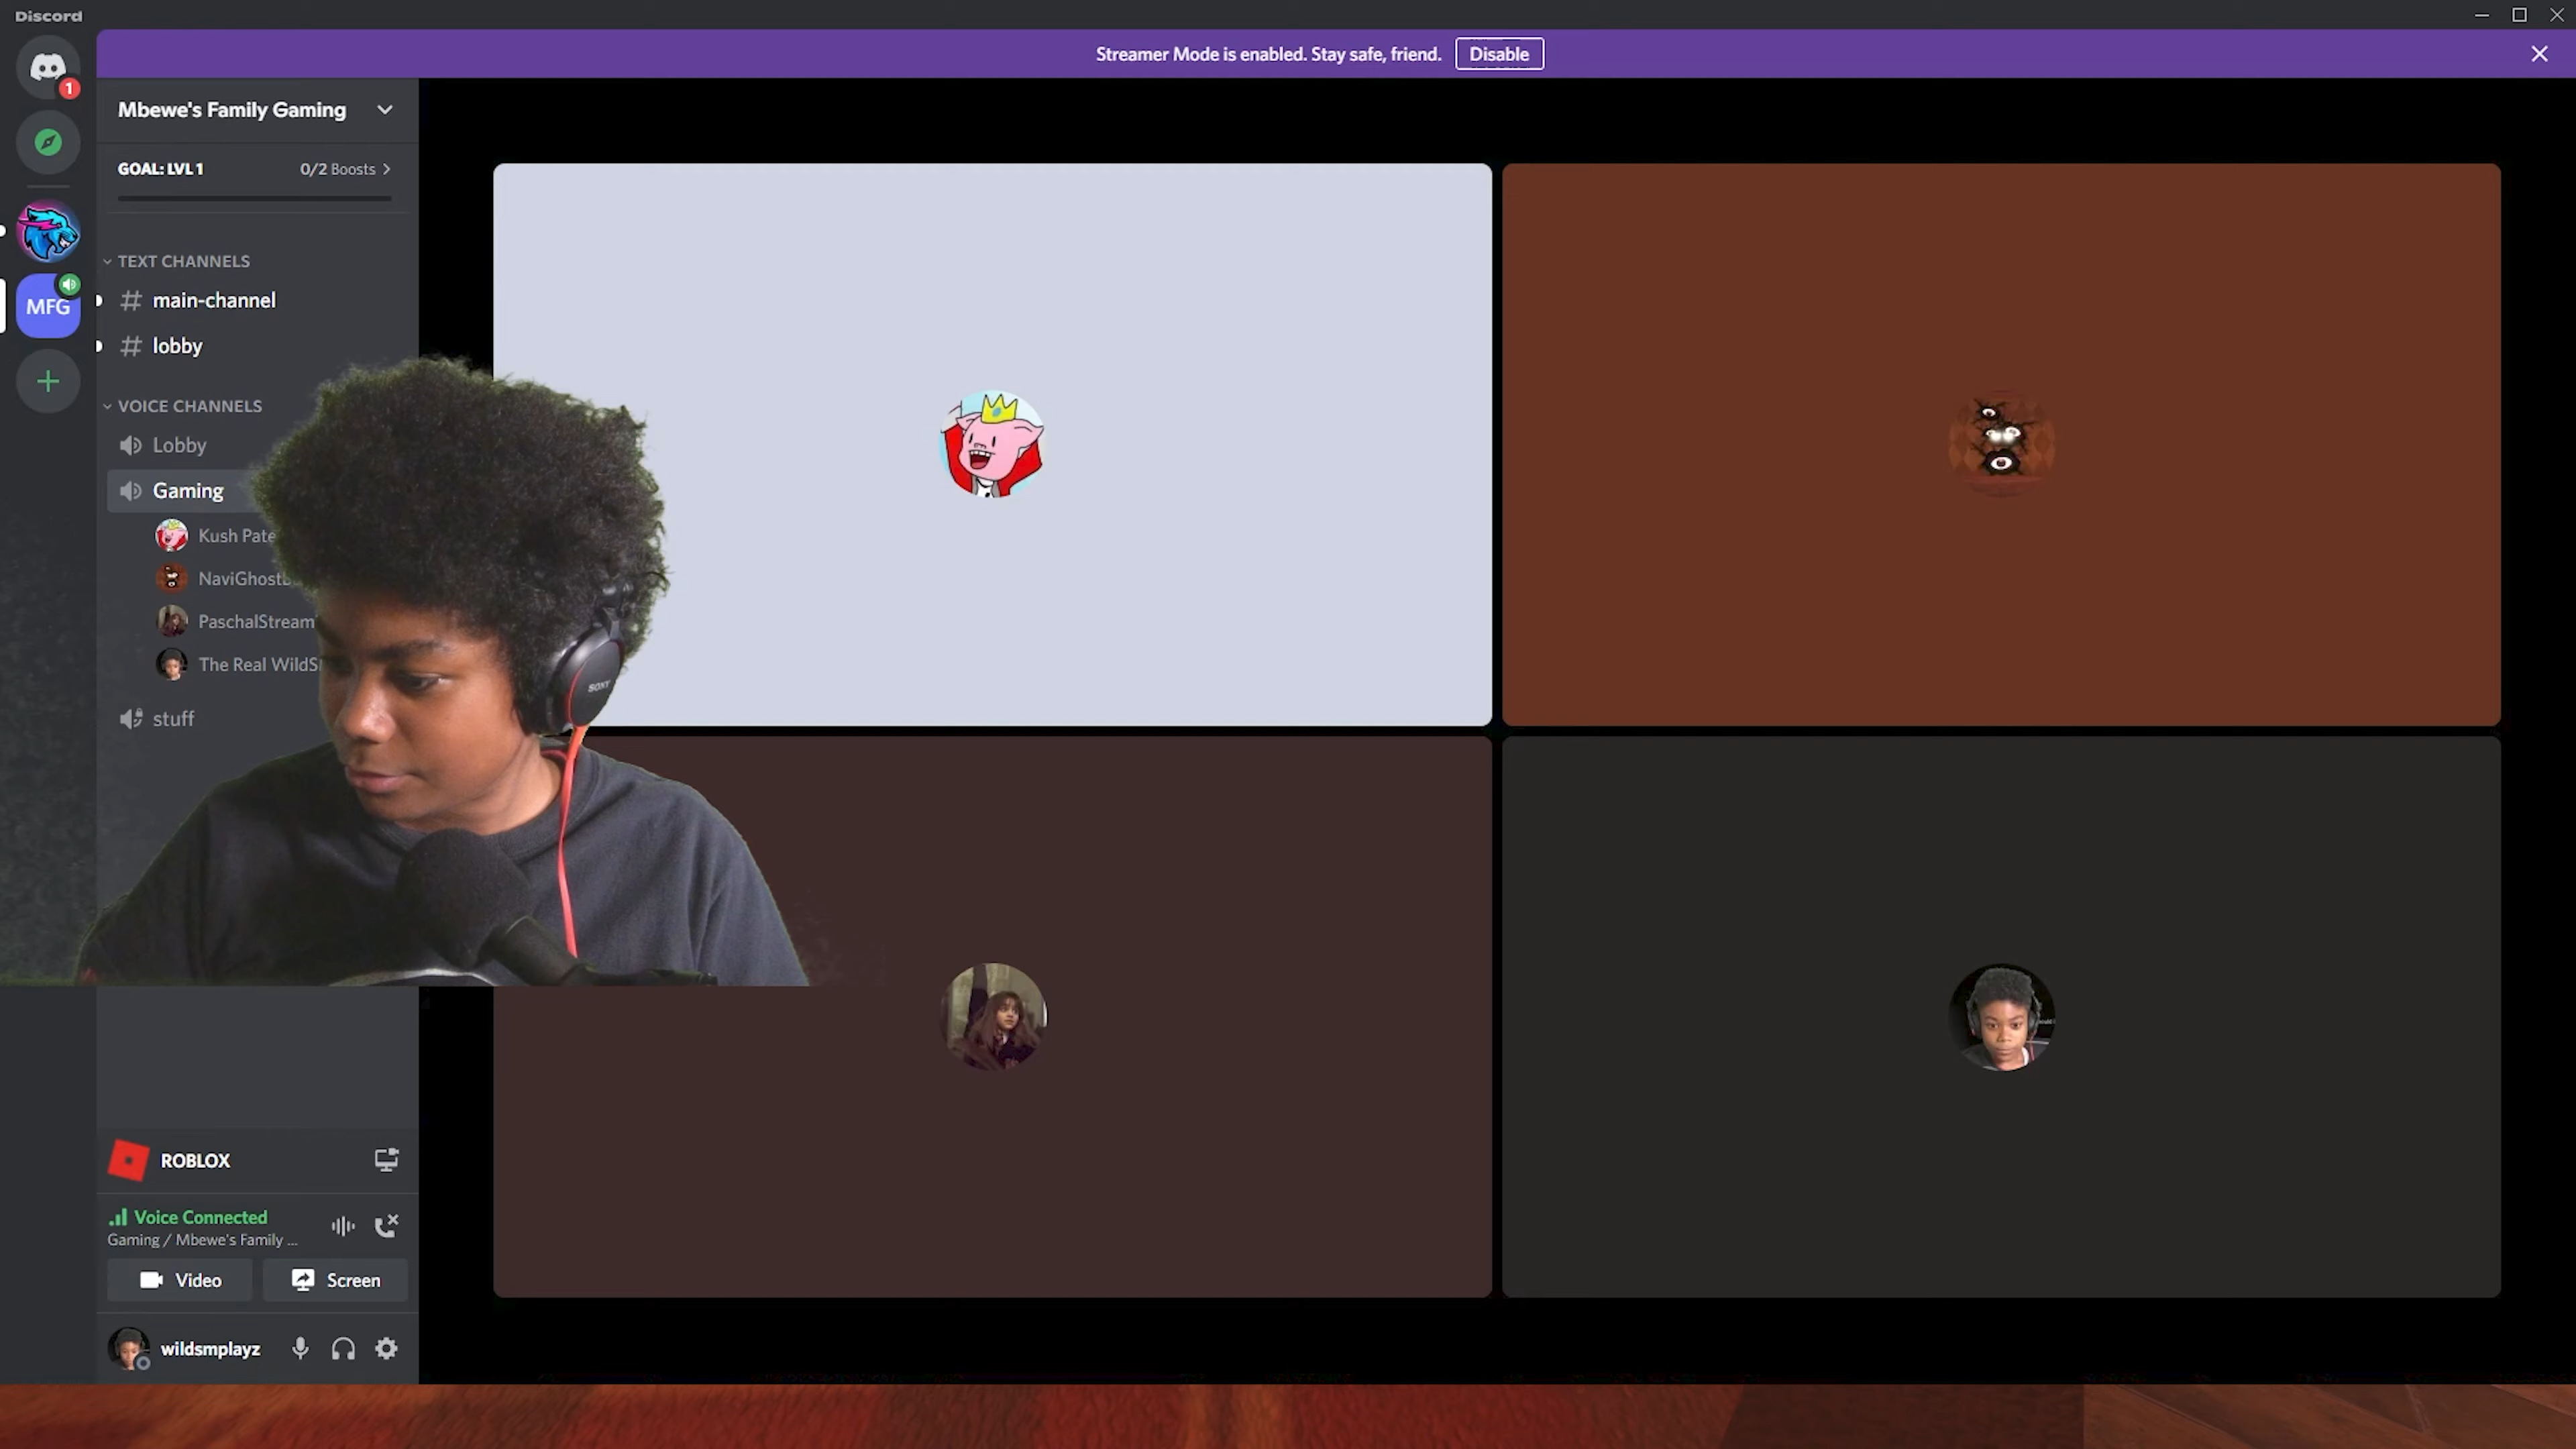 Discord
Streamer Mode is enabled. Stay safe, friend.
Disable
1
Mbewe's Family Gaming
GOAL: LVL 1
0/2 Boosts
TEXT CHANNELS
# main-channel
# lobby
MFG
VOICE CHANNELS
Lobby
Gaming
Kush
NaviGhost
PaschalStream
The Real
SONY
stuff
ROBLOX
Voice Connected
Gaming / Mbewe's Family ...
Video
Screen
wildsmplayz